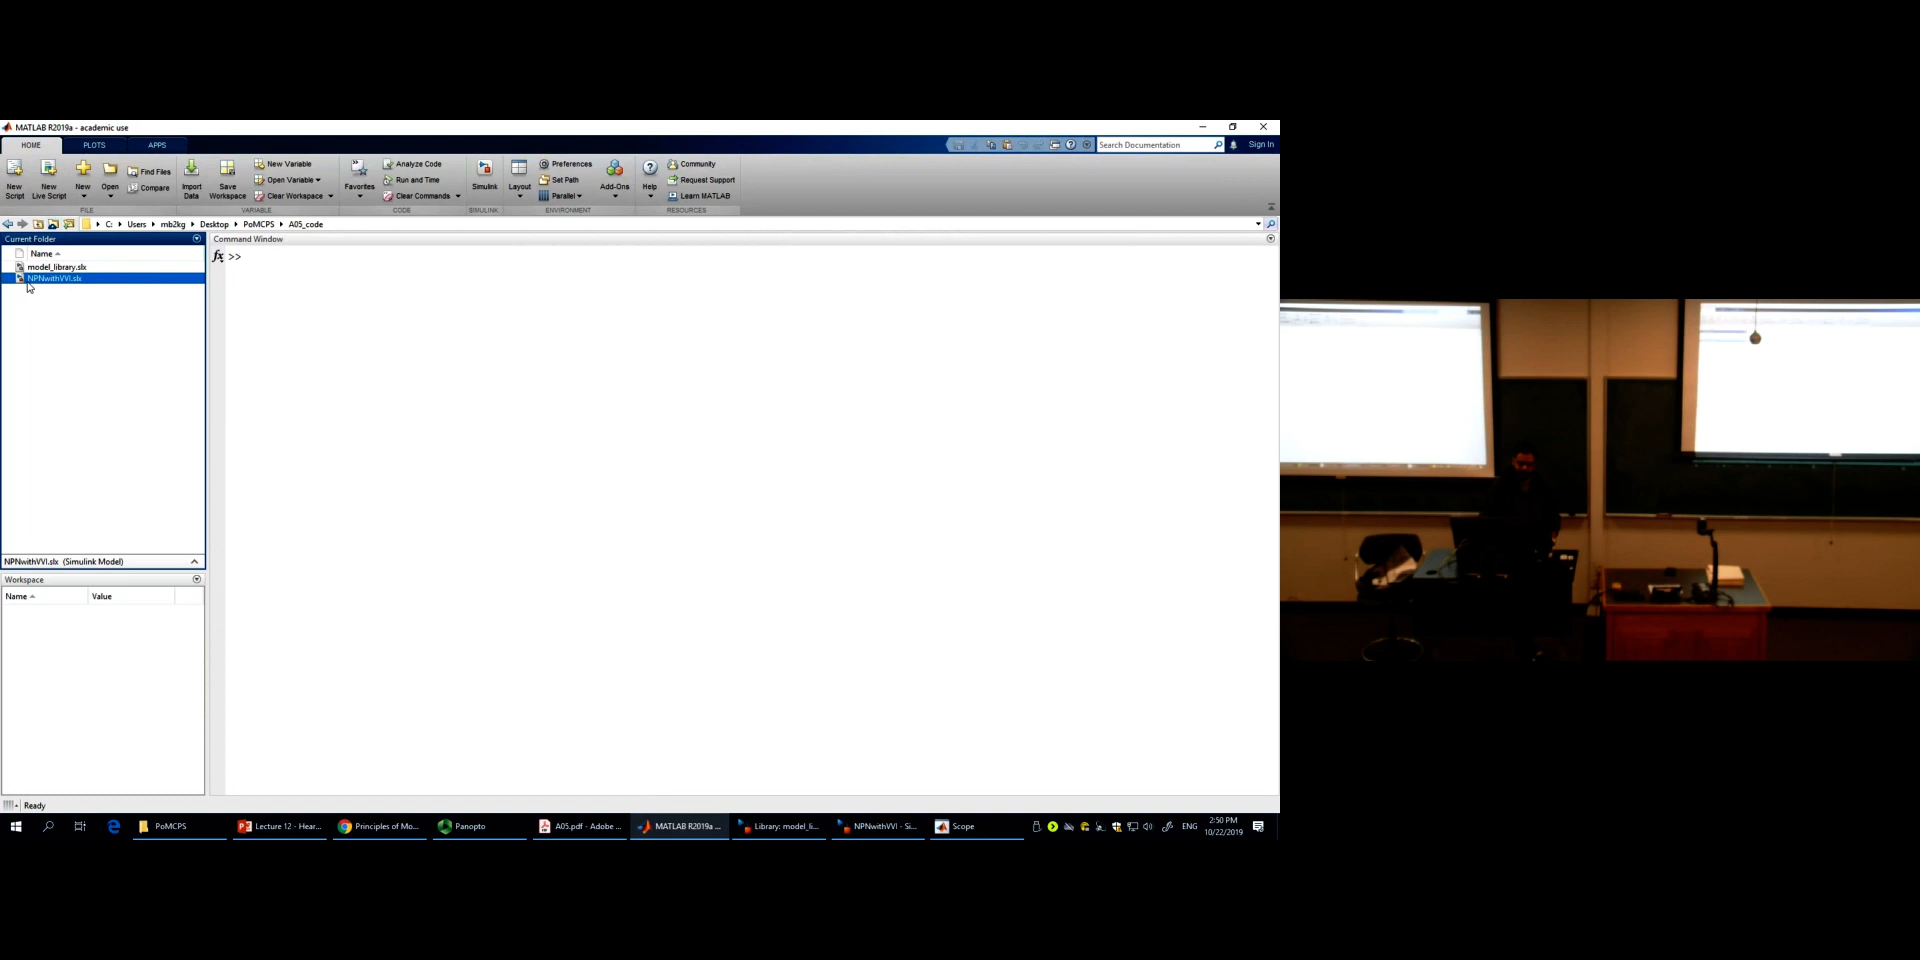 MATLAB R2019a - academic use
HOME PLOTS APPS
Search Documentation
Sign In
New Script
New Live Script
New
Open
Find Files
Compare
Import Data
Save Workspace
New Variable
Open Variable
Clear Workspace
Favorites
Analyze Code
Run and Time
Clear Commands
Simulink
Layout
Preferences
Set Path
Parallel
Add-Ons
Help
Community
Request Support
Learn MATLAB
FILE VARIABLE CODE SIMULINK ENVIRONMENT RESOURCES
C: Users mb2kg Desktop PoMCPS A05_code
Current Folder
Command Window
Name
fx >>
model_library.slx
NPNwithVVI.slx
NPNwithVVI.slx (Simulink Model)
Workspace
Name Value
Ready
PoMCPS
Lecture 12 - Hear...
Principles of Mo...
Panopto
A05.pdf - Adobe ...
MATLAB R2019a ...
Library: model_li...
NPNwithVVI - Si...
Scope
ENG
2:50 PM
10/22/2019